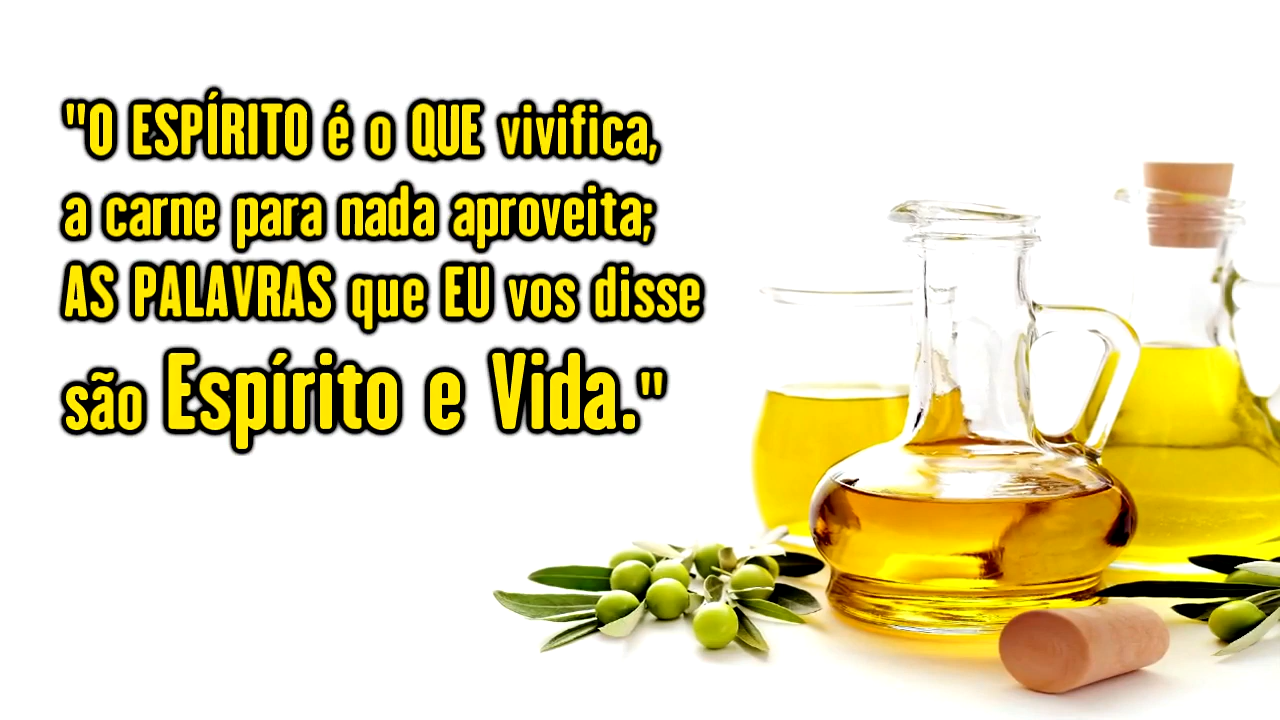 "O ESPÍRITO é o QUE vivifica,
a carne para nada aproveita;
AS PALAVRAS que EU vos disse
são Espírito e Vida."